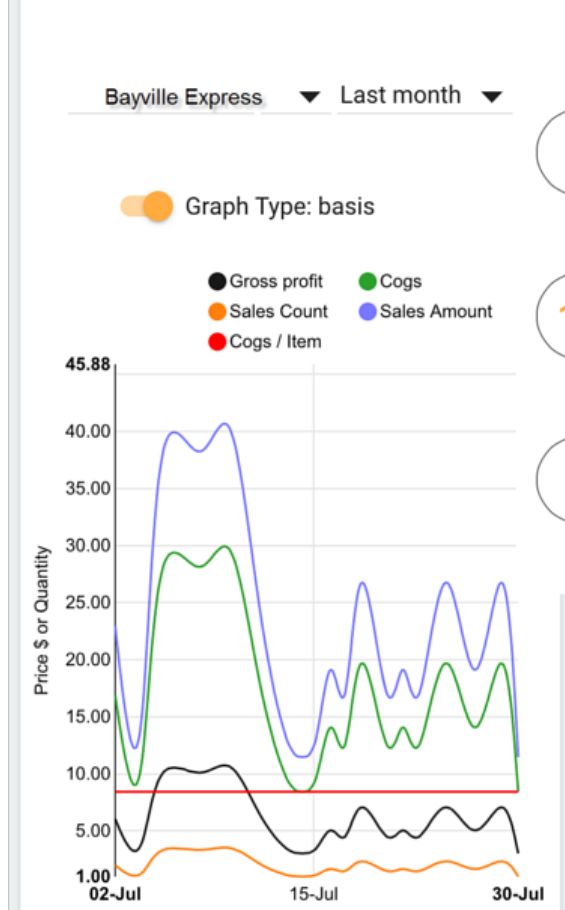 Bayville Express Last month
Graph Type: basis
Gross profit Cogs
Sales Count Sales Amount
Cogs / Item
45.88
40.00
35.00
30.00
25.00
20.00
15.00
10.00
5.00
1.00
Price $ or Quantity
02-Jul 15-Jul 30-Jul